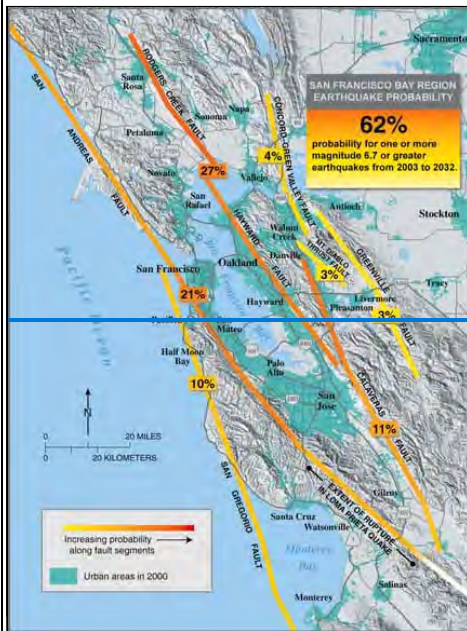 Sacramento
SAN FRANCISCO BAY REGION
EARTHQUAKE PROBABILITY
62%
probability for one or more
magnitude 6.7 or greater
earthquakes from 2003 to 2032.
SAN
ANDREAS
FAULT
RODGERS
CREEK FAULT
Santa
Rosa
Sonoma
Napa
Petaluma
CONCORD-GREEN VALLEY FAULT
4%
27%
Novato
Vallejo
San
Rafael
Antioch
Stockton
HAYWARD
FAULT
Walnut
Creek
MT. DIABLO
THRUST FAULT
GREENVILLE
FAULT
Oakland
Danville
3%
San Francisco
Tracy
Livermore
Pleasanton
Hayward
21%
3%
Pacific Ocean
San Francisco Bay
Mateo
Half Moon
Bay
Palo
Alto
10%
San
Jose
CALAVERAS
FAULT
11%
N
0 20 MILES
0 20 KILOMETERS
SAN
GREGORIO
FAULT
EXTENT OF RUPTURE
IN LOMA PRIETA QUAKE
Gilroy
Santa Cruz
Watsonville
Monterey
Bay
Salinas
Monterey
Increasing probability
along fault segments
Urban areas in 2000